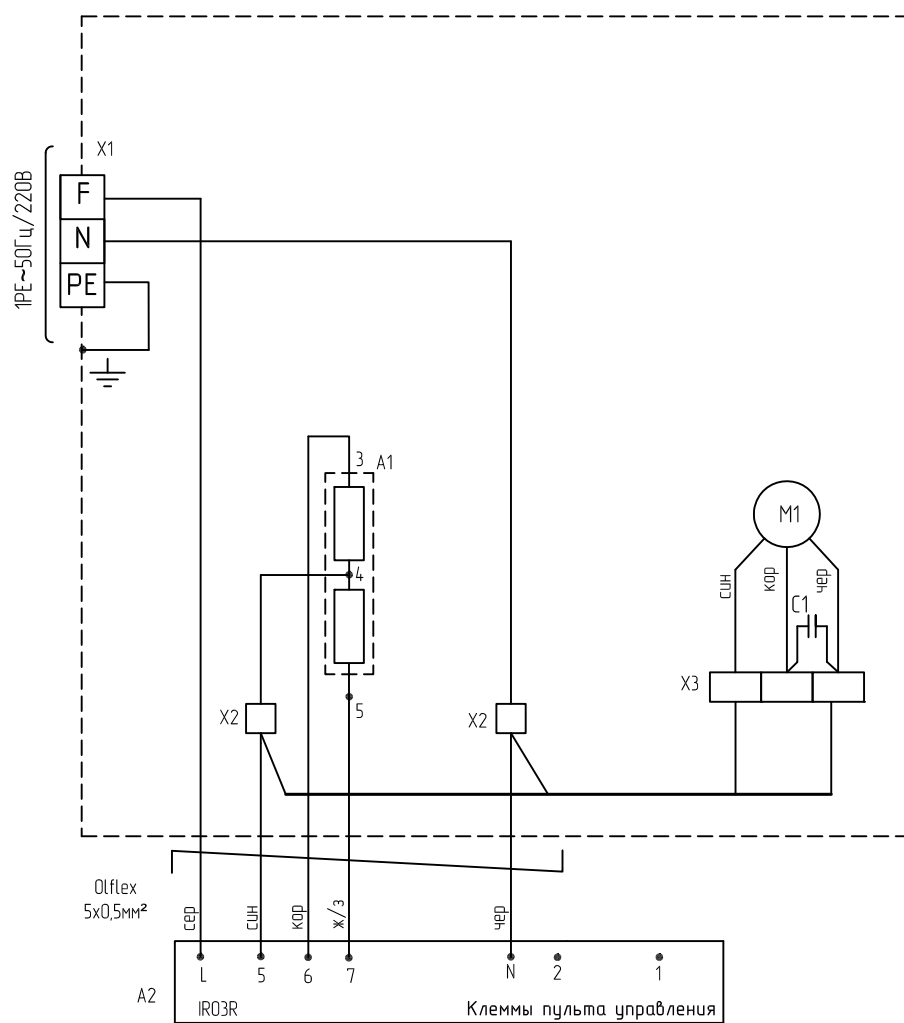 X1
F
N
PE
1PE~50Гц/220В
3
A1
4
5
X2
X2
M1
син
кор
чер
C1
X3
Olflex
5x0,5мм²
сер
син
кор
ж/з
чер
L
5
6
7
N
2
1
A2
IR03R
Клеммы пульта управления